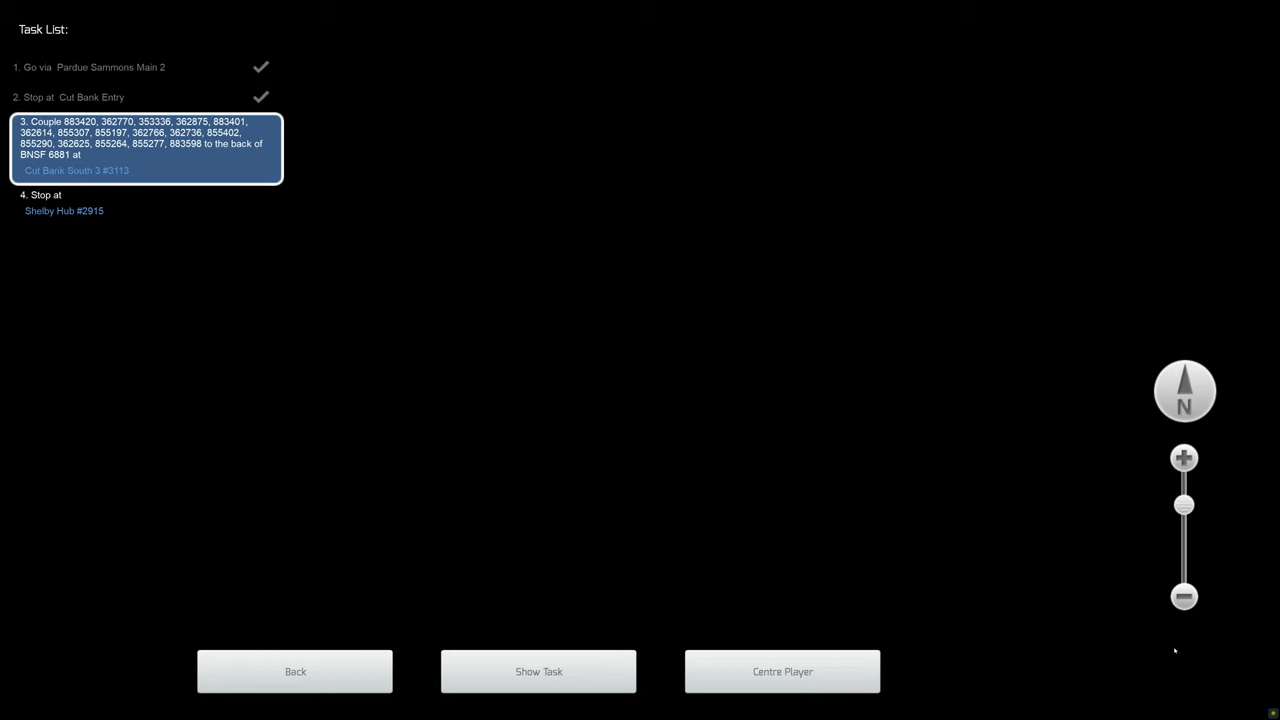 Task List:
1. Go via  Pardue Sammons Main 2
2. Stop at  Cut Bank Entry
3. Couple 883420, 362770, 353336, 362875, 883401,
362614, 855307, 855197, 362766, 362736, 855402,
855290, 362625, 855264, 855277, 883598 to the back of
BNSF 6881 at
Cut Bank South 3 #3113
4. Stop at
Shelby Hub #2915
N
Back
Show Task
Centre Player